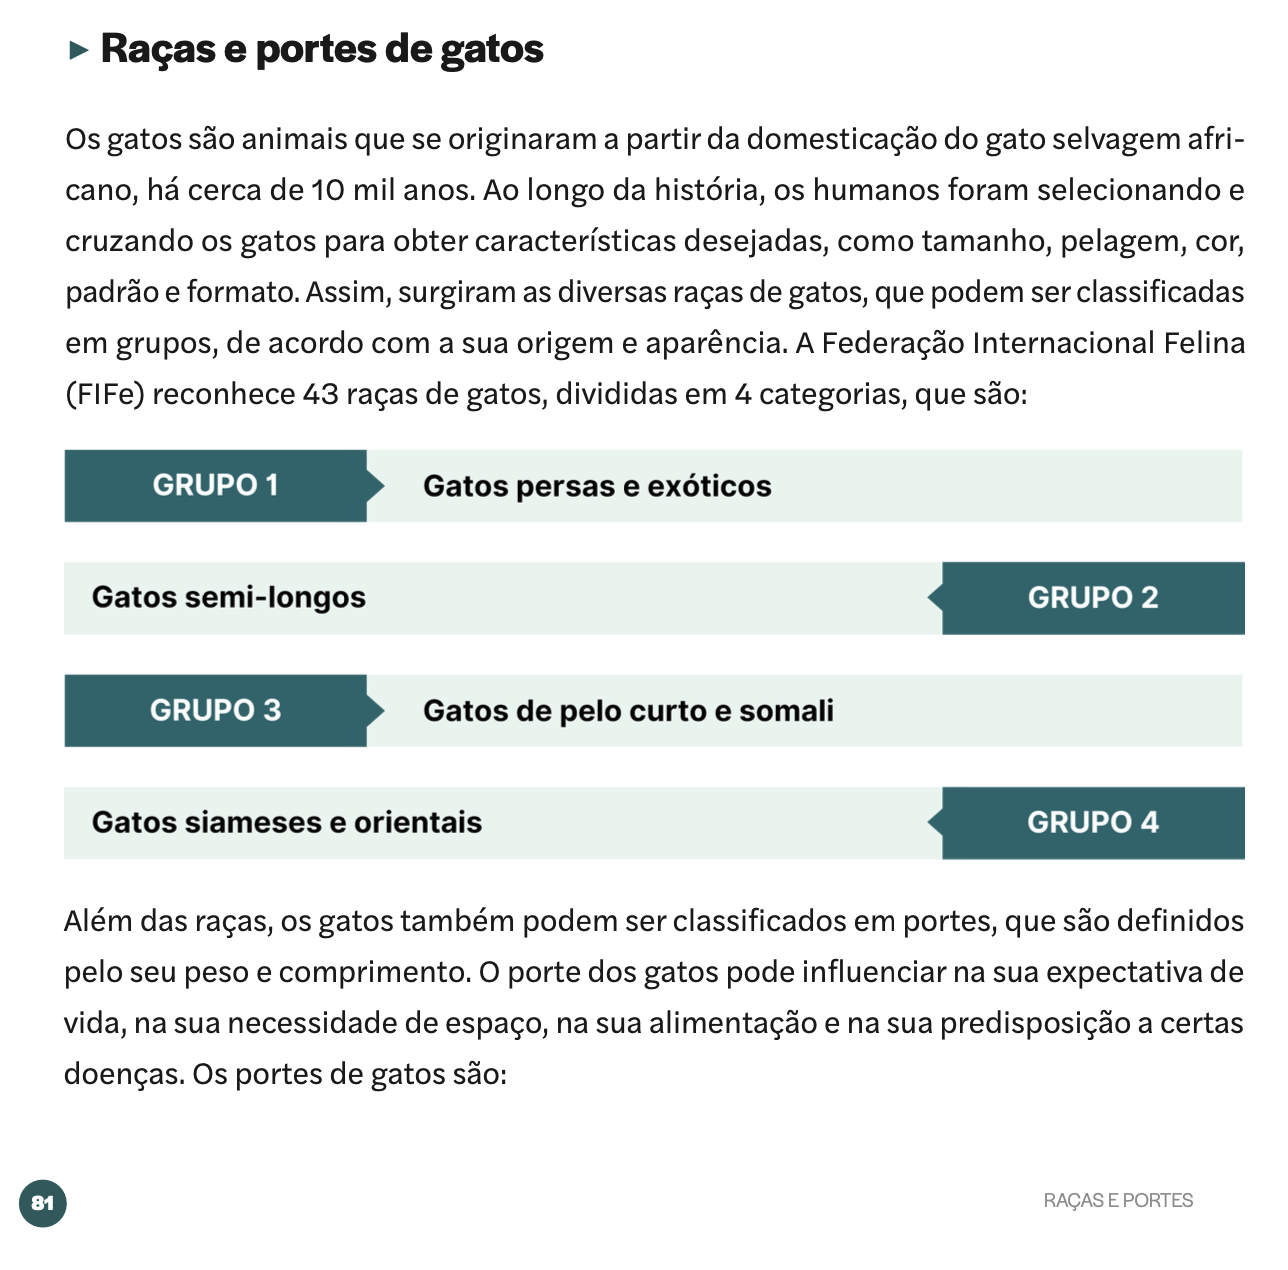 Raças e portes de gatos
Os gatos são animais que se originaram a partir da domesticação do gato selvagem afri-
cano, há cerca de 10 mil anos. Ao longo da história, os humanos foram selecionando e
cruzando os gatos para obter características desejadas, como tamanho, pelagem, cor,
padrão e formato. Assim, surgiram as diversas raças de gatos, que podem ser classificadas
em grupos, de acordo com a sua origem e aparência. A Federação Internacional Felina
(FIFe) reconhece 43 raças de gatos, divididas em 4 categorias, que são:
GRUPO 1 Gatos persas e exóticos
Gatos semi-longos GRUPO 2
GRUPO 3 Gatos de pelo curto e somali
Gatos siameses e orientais GRUPO 4
Além das raças, os gatos também podem ser classificados em portes, que são definidos
pelo seu peso e comprimento. O porte dos gatos pode influenciar na sua expectativa de
vida, na sua necessidade de espaço, na sua alimentação e na sua predisposição a certas
doenças. Os portes de gatos são:
81 RAÇAS E PORTES